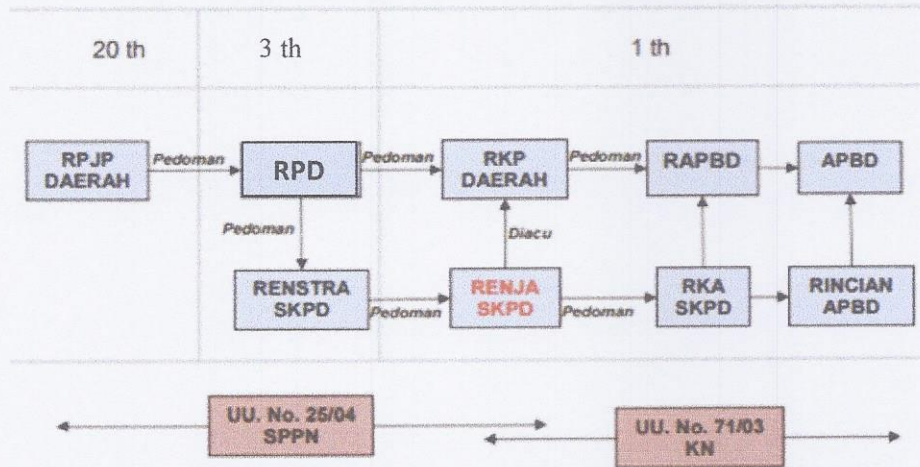 20 th
3 th
1 th
RPJP
DAERAH
Pedoman
RPD
Pedoman
RKP
DAERAH
Pedoman
RAPBD
APBD
Pedoman
Diacu
RENSTRA
SKPD
Pedoman
RENJA
SKPD
Pedoman
RKA
SKPD
RINCIAN
APBD
UU. No. 25/04
SPPN
UU. No. 71/03
KN